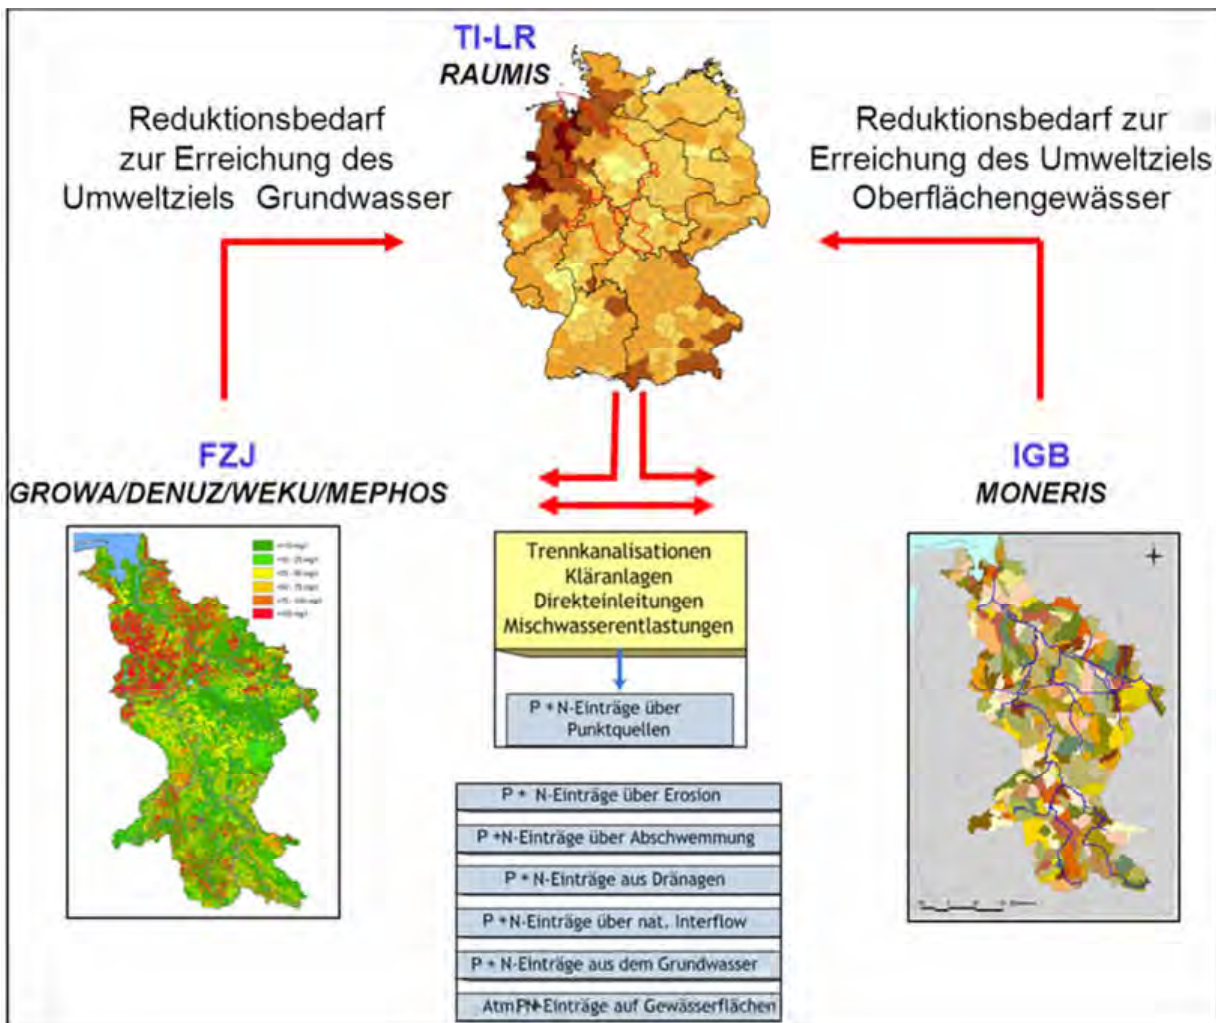 TI-LR
RAUMIS
Reduktionsbedarf
zur Erreichung des
Umweltziels Grundwasser
Reduktionsbedarf zur
Erreichung des Umweltziels
Oberflächengewässer
FZJ
GROWA/DENUZ/WEKU/MEPHOS
IGB
MONERIS
Trennkanalisationen
Kläranlagen
Direkteinleitungen
Mischwasserentlastungen
P + N-Einträge über
Punktquellen
P + N-Einträge über Erosion
P +N-Einträge über Abschwemmung
P + N-Einträge aus Dränagen
P +N-Einträge über nat. Interflow
P + N-Einträge aus dem Grundwasser
Atm. Einträge auf Gewässerflächen